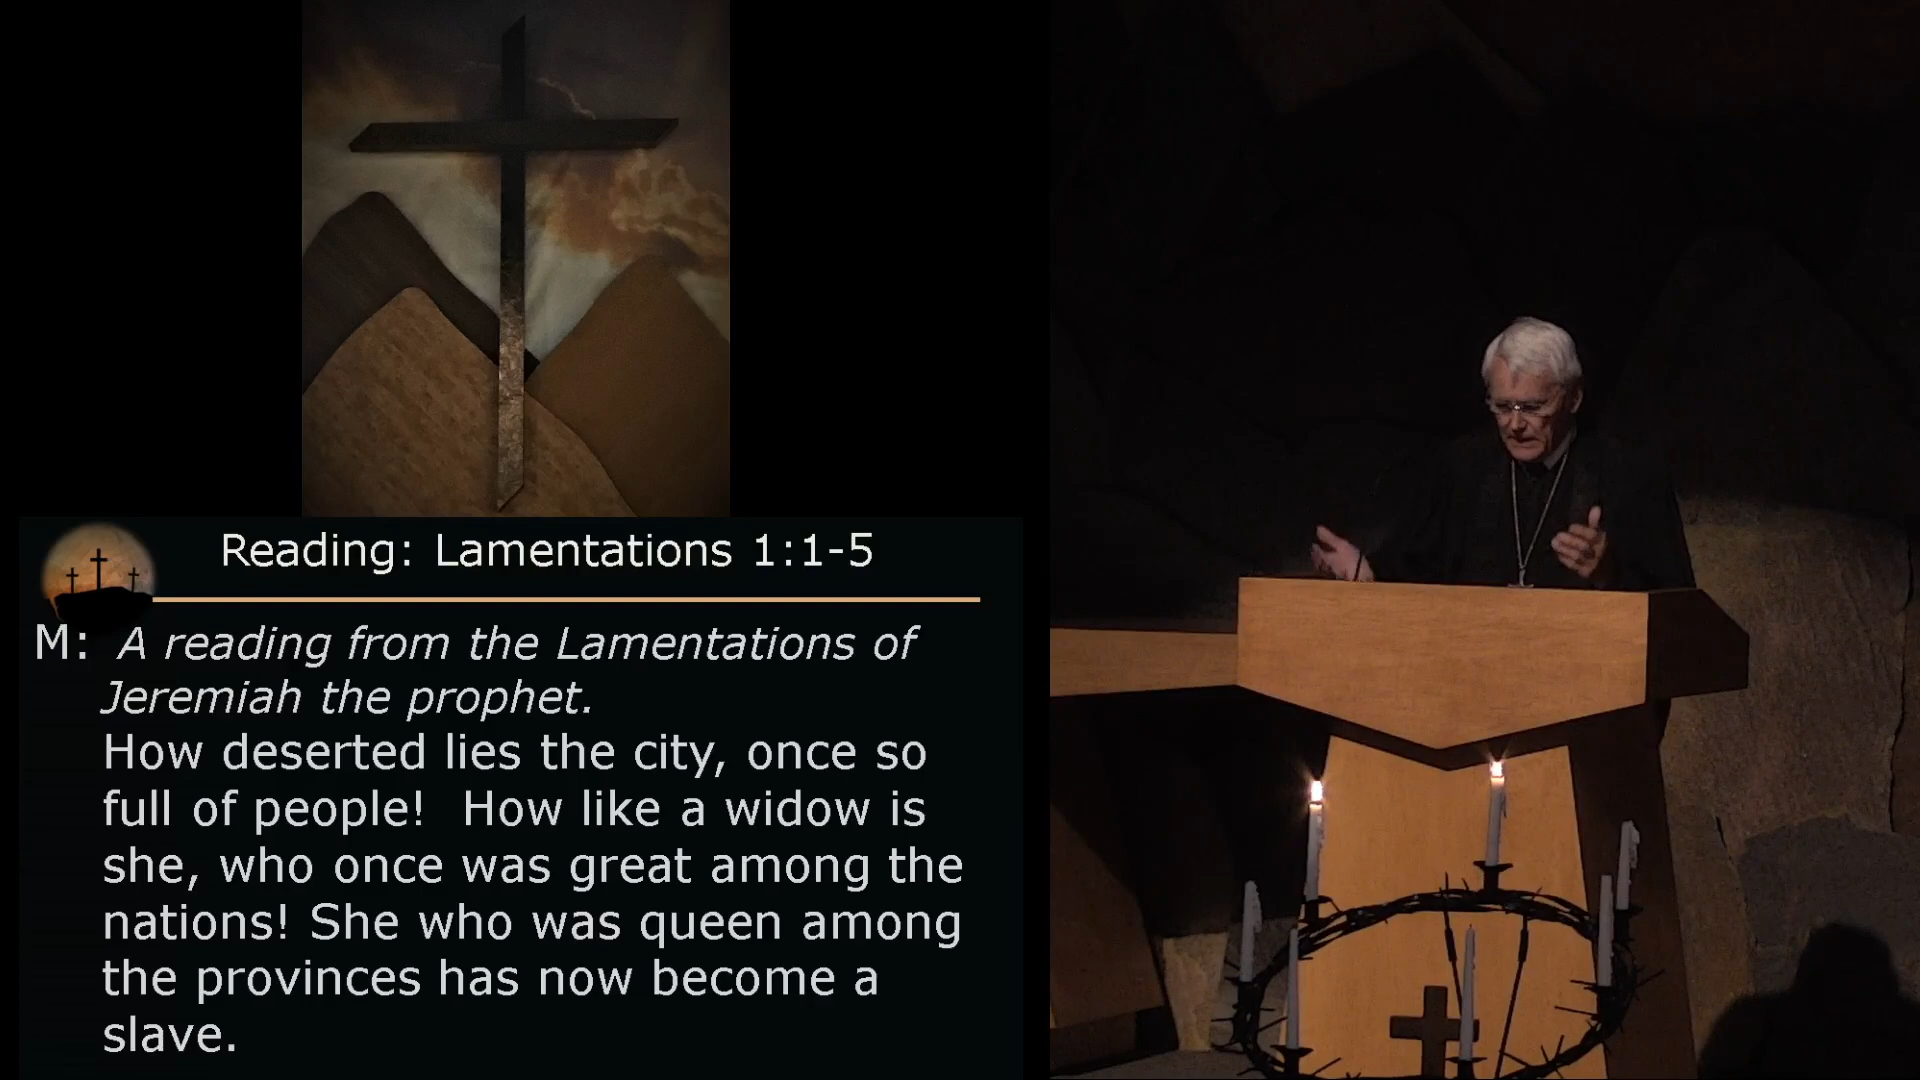 Reading: Lamentations 1:1-5
M: A reading from the Lamentations of
Jeremiah the prophet.
How deserted lies the city, once so
full of people!  How like a widow is
she, who once was great among the
nations! She who was queen among
the provinces has now become a
slave.